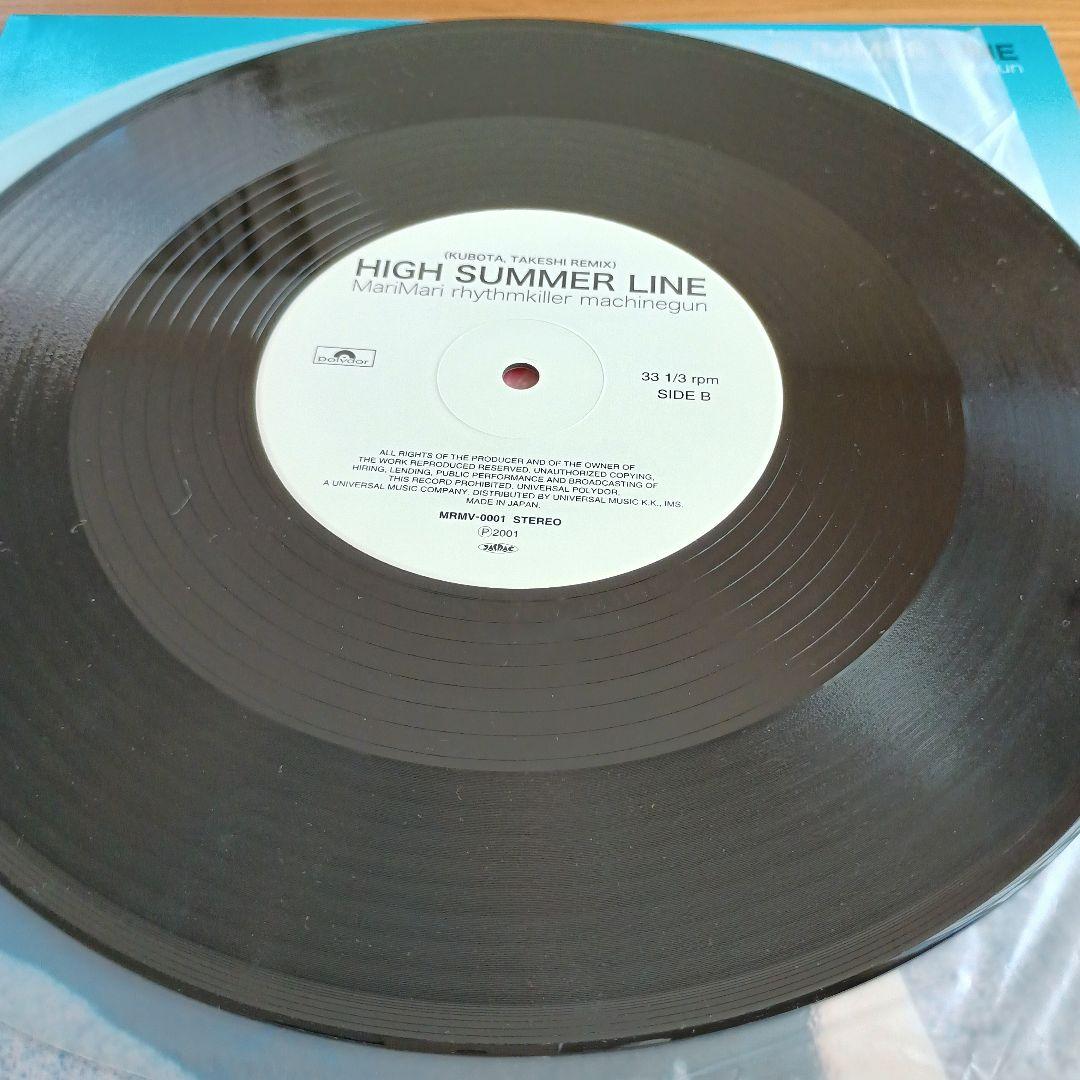 (KUBOTA, TAKESHI REMIX)
HIGH SUMMER LINE
MariMari rhythmkiller machinegun
polydor
33 1/3 rpm
SIDE B
ALL RIGHTS OF THE PRODUCER AND OF THE OWNER OF
THE WORK REPRODUCED RESERVED. UNAUTHORIZED COPYING,
HIRING, LENDING, PUBLIC PERFORMANCE AND BROADCASTING OF
THIS RECORD PROHIBITED. UNIVERSAL POLYDOR.
A UNIVERSAL MUSIC COMPANY. DISTRIBUTED BY UNIVERSAL MUSIC K.K., IMS.
MADE IN JAPAN.
MRMV-0001 STEREO
Ⓟ2001